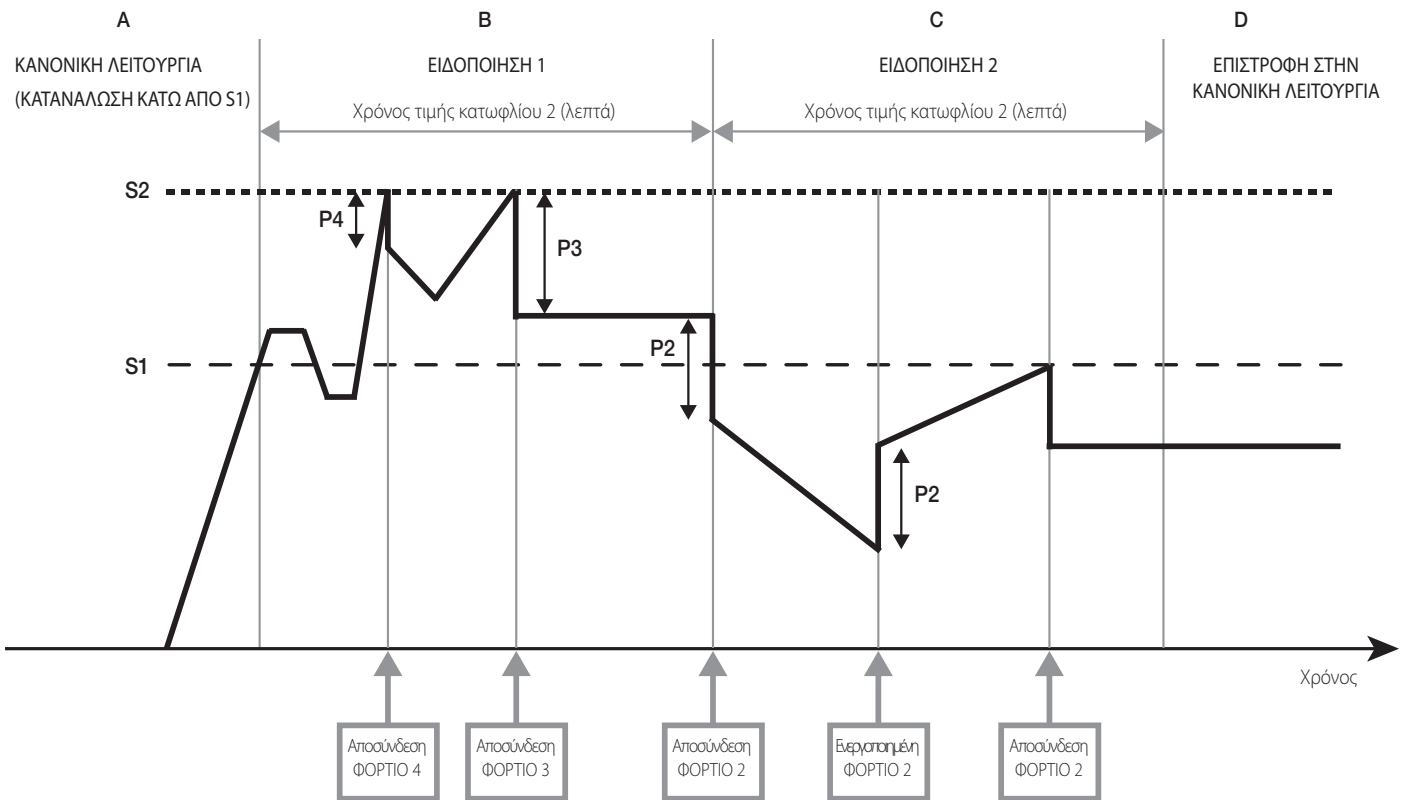 A
B
C
D
ΚΑΝΟΝΙΚΗ ΛΕΙΤΟΥΡΓΙΑ
(ΚΑΤΑΝΑΛΩΣΗ ΚΑΤΩ ΑΠΟ S1)
ΕΙΔΟΠΟΙΗΣΗ 1
ΕΙΔΟΠΟΙΗΣΗ 2
ΕΠΙΣΤΡΟΦΗ ΣΤΗΝ
ΚΑΝΟΝΙΚΗ ΛΕΙΤΟΥΡΓΙΑ
Χρόνος τιμής κατωφλίου 2 (λεπτά)
Χρόνος τιμής κατωφλίου 2 (λεπτά)
S2
P4
P3
S1
P2
P2
Χρόνος
Αποσύνδεση
ΦΟΡΤΙΟ 4
Αποσύνδεση
ΦΟΡΤΙΟ 3
Αποσύνδεση
ΦΟΡΤΙΟ 2
Ενεργοποιημένη
ΦΟΡΤΙΟ 2
Αποσύνδεση
ΦΟΡΤΙΟ 2